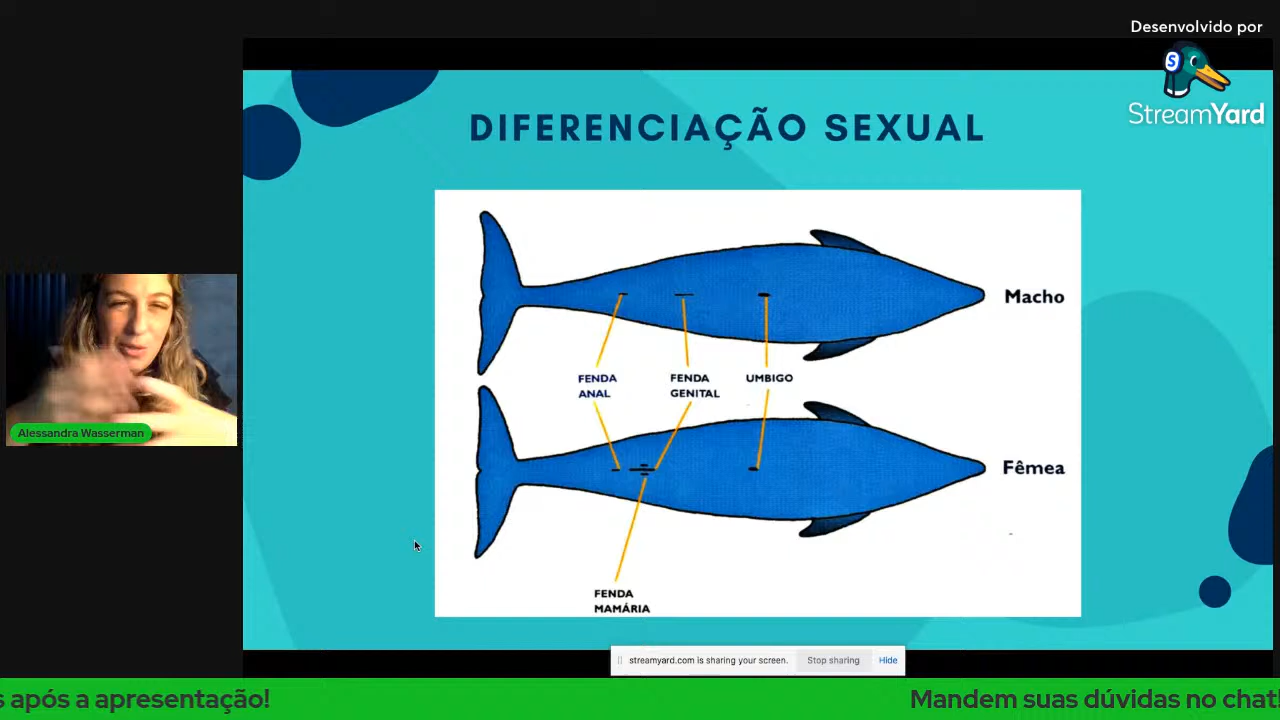 Desenvolvido por
StreamYard
DIFERENCIAÇÃO SEXUAL
Macho
FENDA
ANAL
FENDA
GENITAL
UMBIGO
Fêmea
FENDA
MAMÁRIA
Alessandra Wasserman
streamyard.com is sharing your screen.
Stop sharing
Hide
s após a apresentação!
Mandem suas dúvidas no chat!